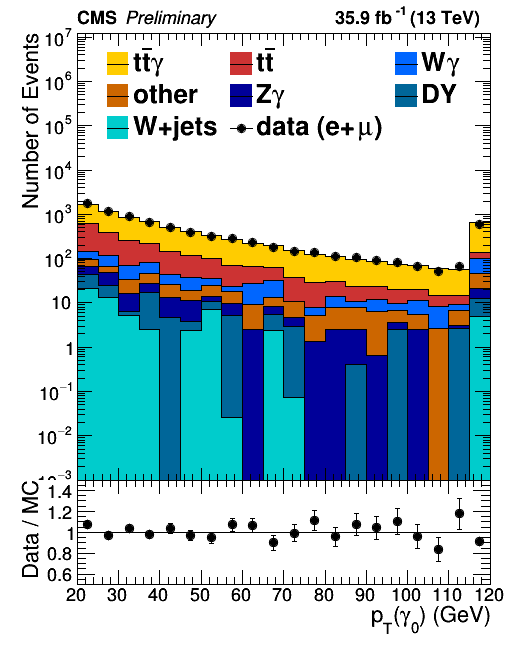 CMS Preliminary 35.9 fb⁻¹ (13 TeV)
Number of Events
10⁷
10⁶
10⁵
10⁴
10³
10²
10
1
10⁻¹
10⁻²
10⁻³
tt̅γ tt̅ Wγ
other Zγ DY
W+jets data (e+μ)
Data / MC
1.4
1.2
1
0.8
0.6
20 30 40 50 60 70 80 90 100 110 120
p_T(γ₀) (GeV)